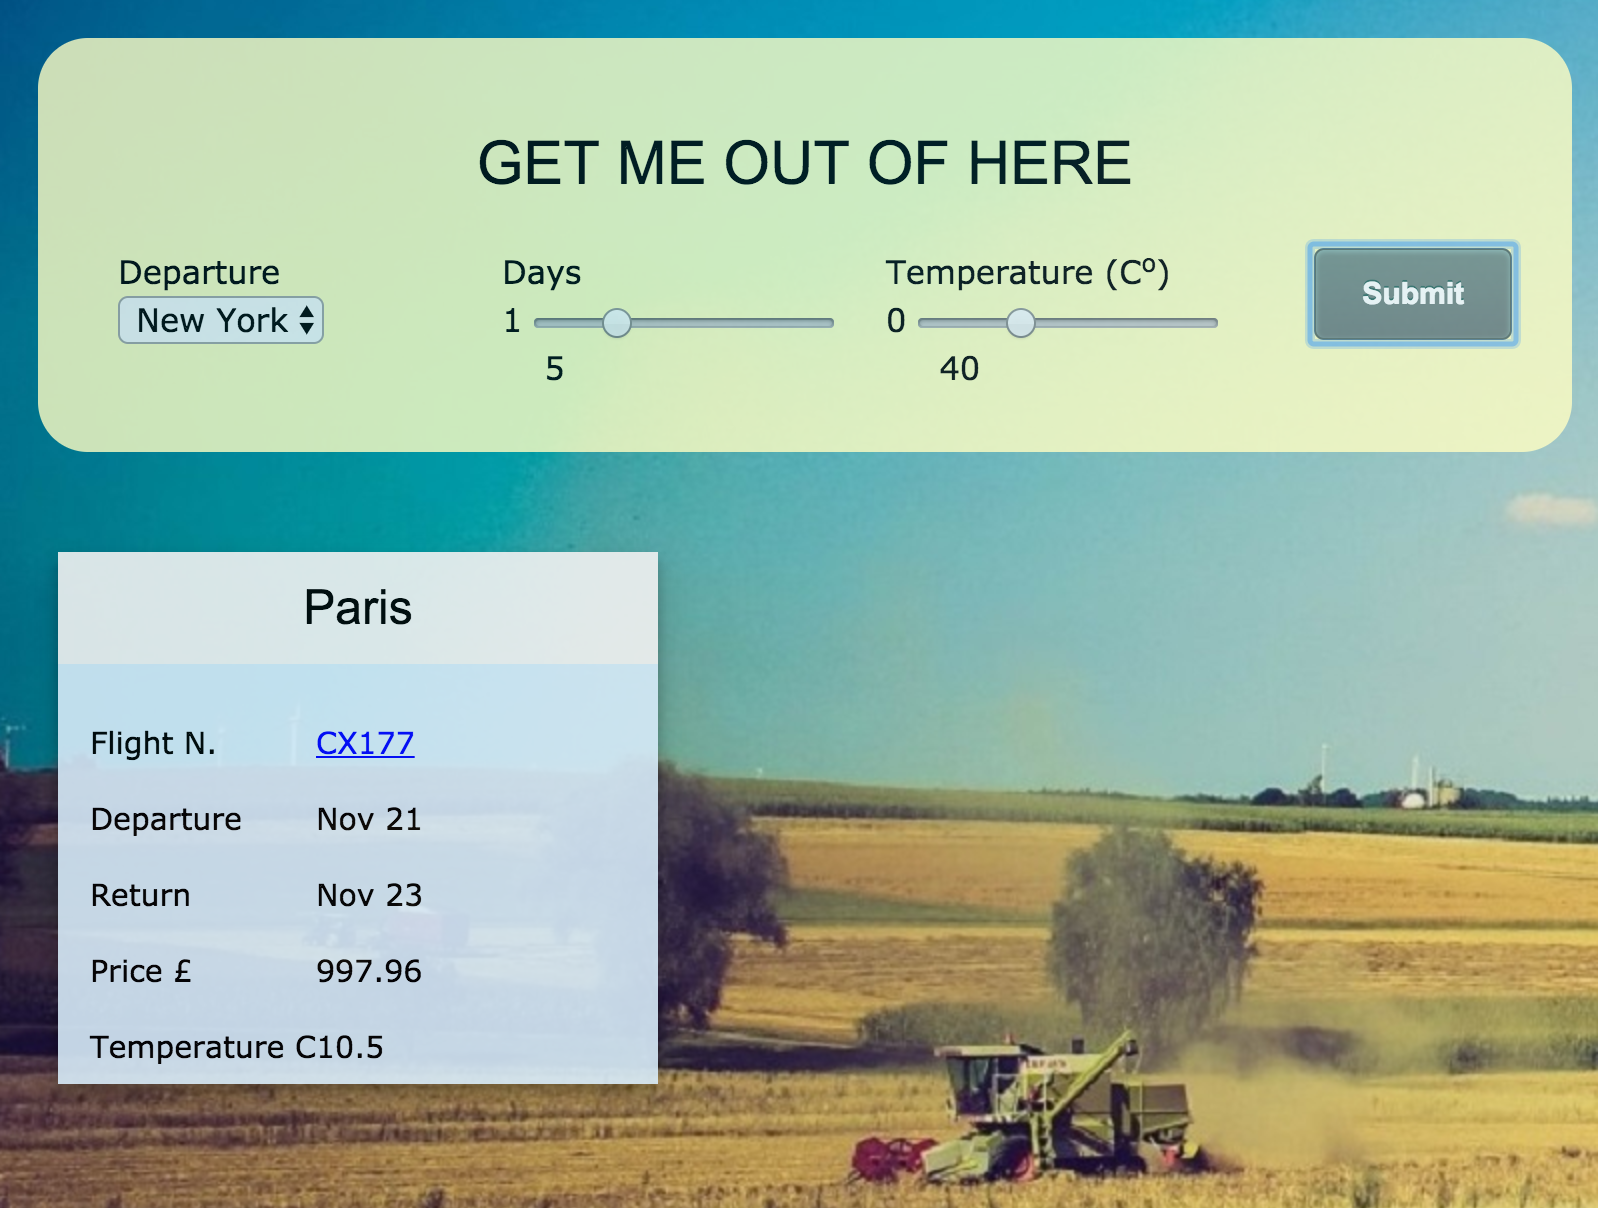 GET ME OUT OF HERE
Departure
New York
Days
1
5
Temperature (Cº)
0
40
Submit
Paris
Flight N. CX177
Departure Nov 21
Return Nov 23
Price £ 997.96
Temperature C10.5